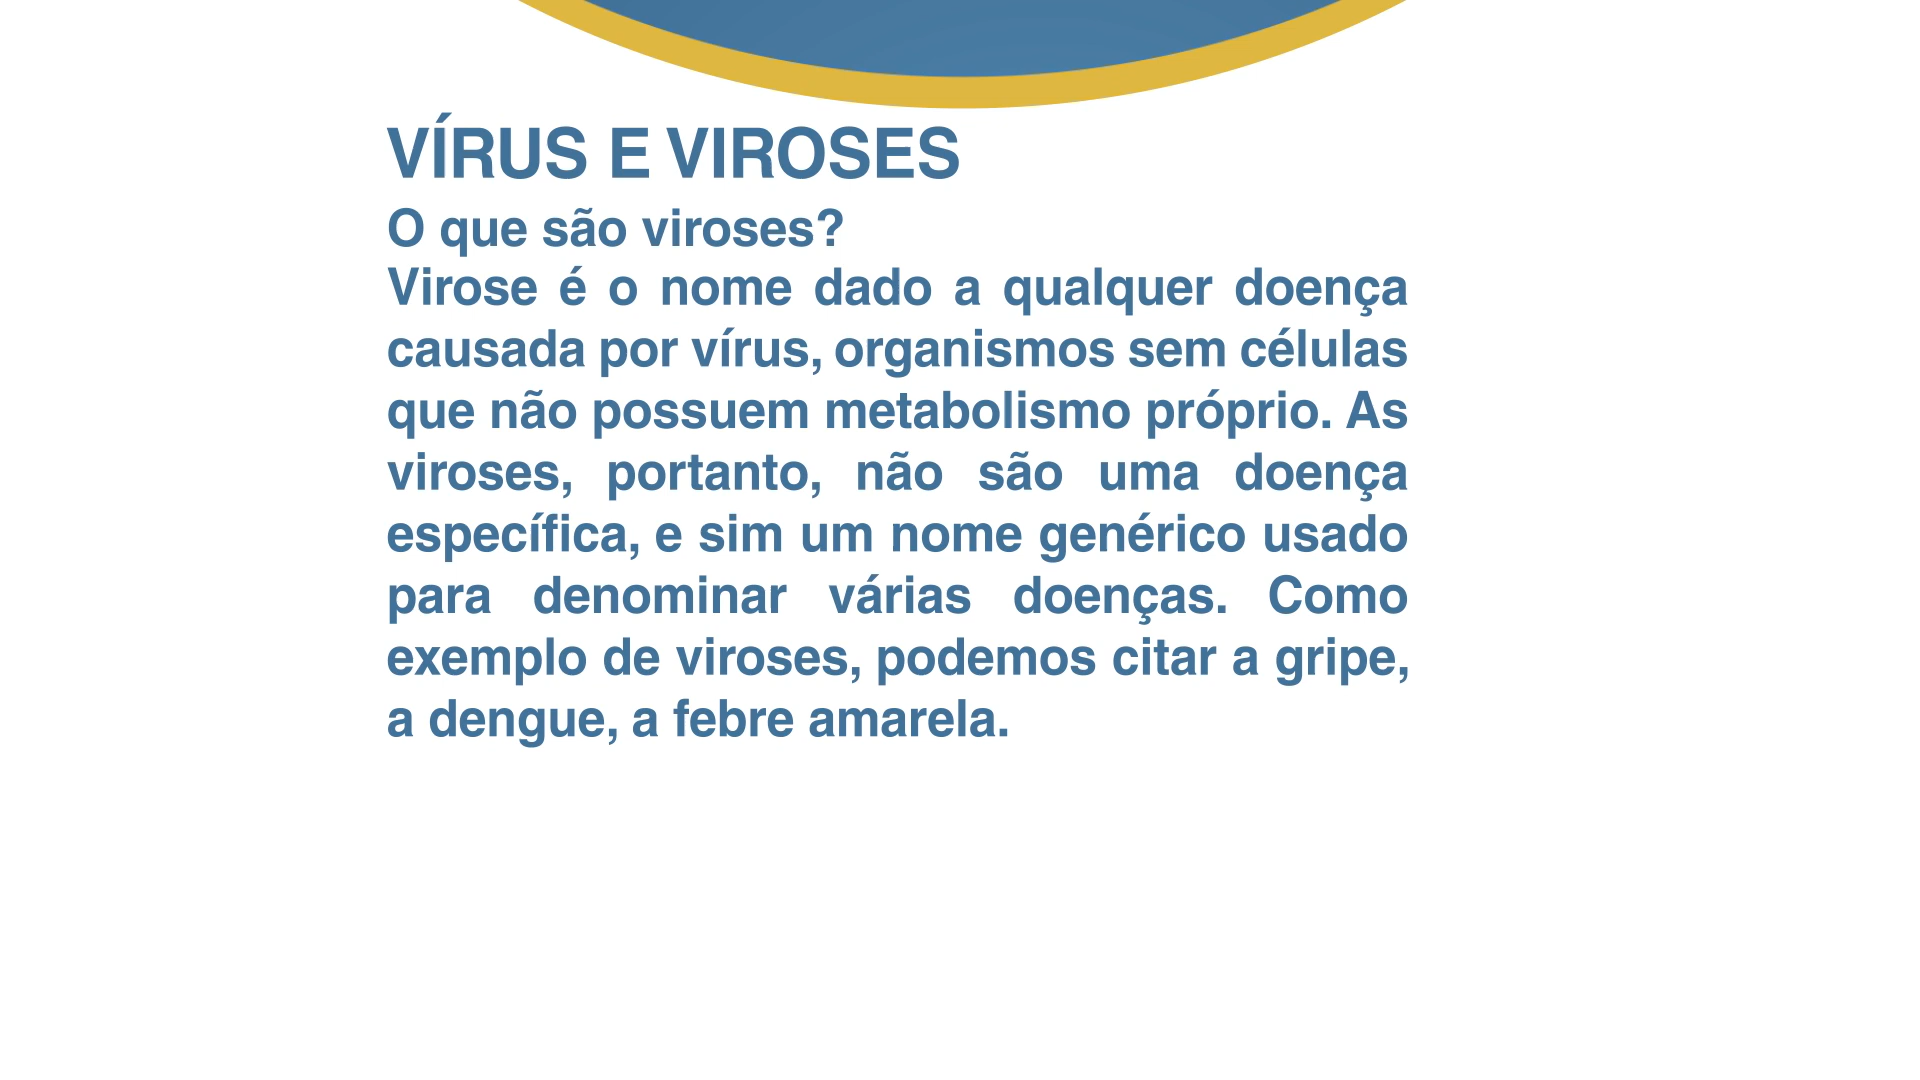 VÍRUS E VIROSES
O que são viroses?
Virose é o nome dado a qualquer doença
causada por vírus, organismos sem células
que não possuem metabolismo próprio. As
viroses, portanto, não são uma doença
específica, e sim um nome genérico usado
para denominar várias doenças. Como
exemplo de viroses, podemos citar a gripe,
a dengue, a febre amarela.